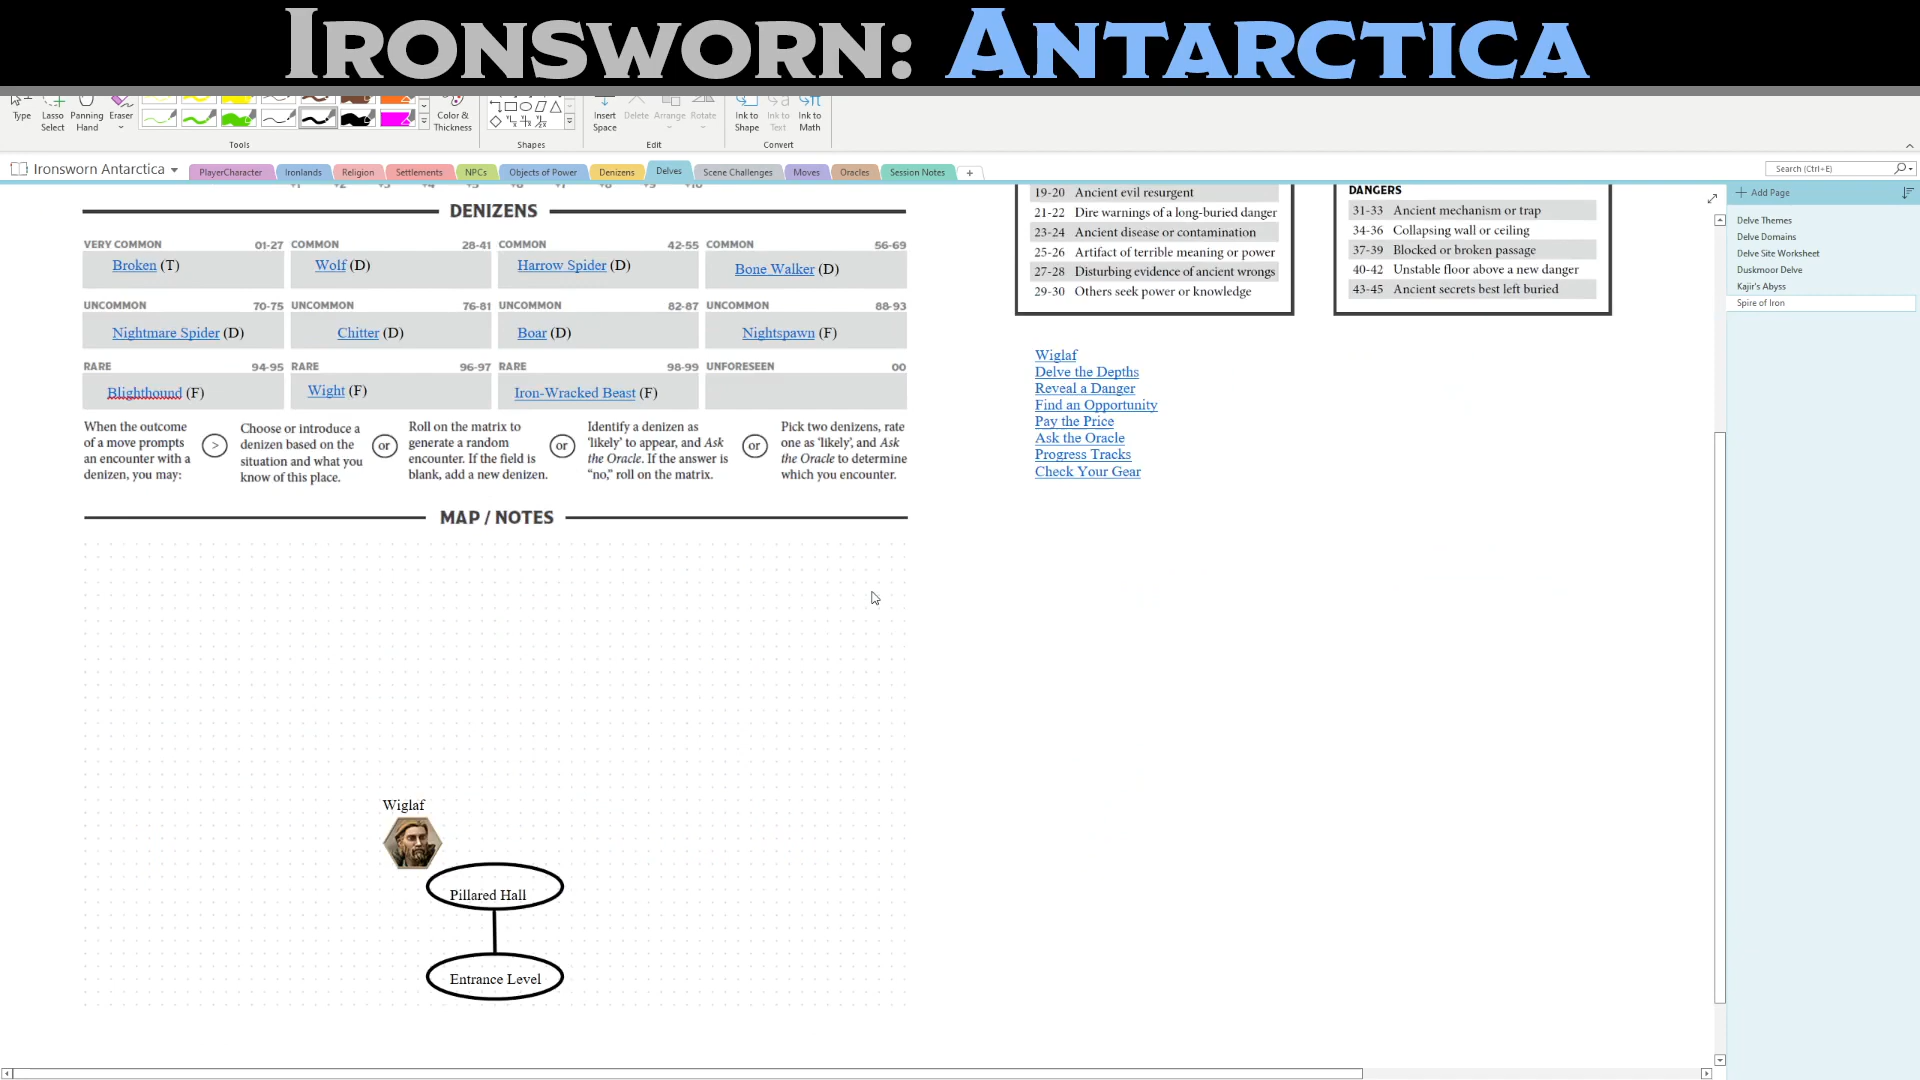 Ironsworn: Antarctica
Type
Lasso Select
Panning Hand
Eraser
Color & Thickness
Insert Space
Delete
Arrange
Rotate
Ink to Shape
Ink to Text
Ink to Math
Tools
Shapes
Edit
Convert
Ironsworn Antarctica
PlayerCharacter
Ironlands
Religion
Settlements
NPCs
Objects of Power
Denizens
Delves
Scene Challenges
Moves
Oracles
Session Notes
Search (Ctrl+E)
Add Page
Delve Themes
Delve Domains
Delve Site Worksheet
Duskmoor Delve
Kajir's Abyss
Spire of Iron
DENIZENS
VERY COMMON 01-27
Broken (T)
COMMON 28-41
Wolf (D)
COMMON 42-55
Harrow Spider (D)
COMMON 56-69
Bone Walker (D)
UNCOMMON 70-75
Nightmare Spider (D)
UNCOMMON 76-81
Chitter (D)
UNCOMMON 82-87
Boar (D)
UNCOMMON 88-93
Nightspawn (F)
RARE 94-95
Blighthound (F)
RARE 96-97
Wight (F)
RARE 98-99
Iron-Wracked Beast (F)
UNFORESEEN 00
When the outcome
of a move prompts
an encounter with a
denizen, you may:
>
Choose or introduce a
denizen based on the
situation and what you
know of this place.
or
Roll on the matrix to
generate a random
encounter. If the field is
blank, add a new denizen.
or
Identify a denizen as
'likely' to appear, and Ask
the Oracle. If the answer is
"no," roll on the matrix.
or
Pick two denizens, rate
one as 'likely', and Ask
the Oracle to determine
which you encounter.
MAP / NOTES
Wiglaf
Pillared Hall
Entrance Level
19-20 Ancient evil resurgent
21-22 Dire warnings of a long-buried danger
23-24 Ancient disease or contamination
25-26 Artifact of terrible meaning or power
27-28 Disturbing evidence of ancient wrongs
29-30 Others seek power or knowledge
DANGERS
31-33 Ancient mechanism or trap
34-36 Collapsing wall or ceiling
37-39 Blocked or broken passage
40-42 Unstable floor above a new danger
43-45 Ancient secrets best left buried
Wiglaf
Delve the Depths
Reveal a Danger
Find an Opportunity
Pay the Price
Ask the Oracle
Progress Tracks
Check Your Gear